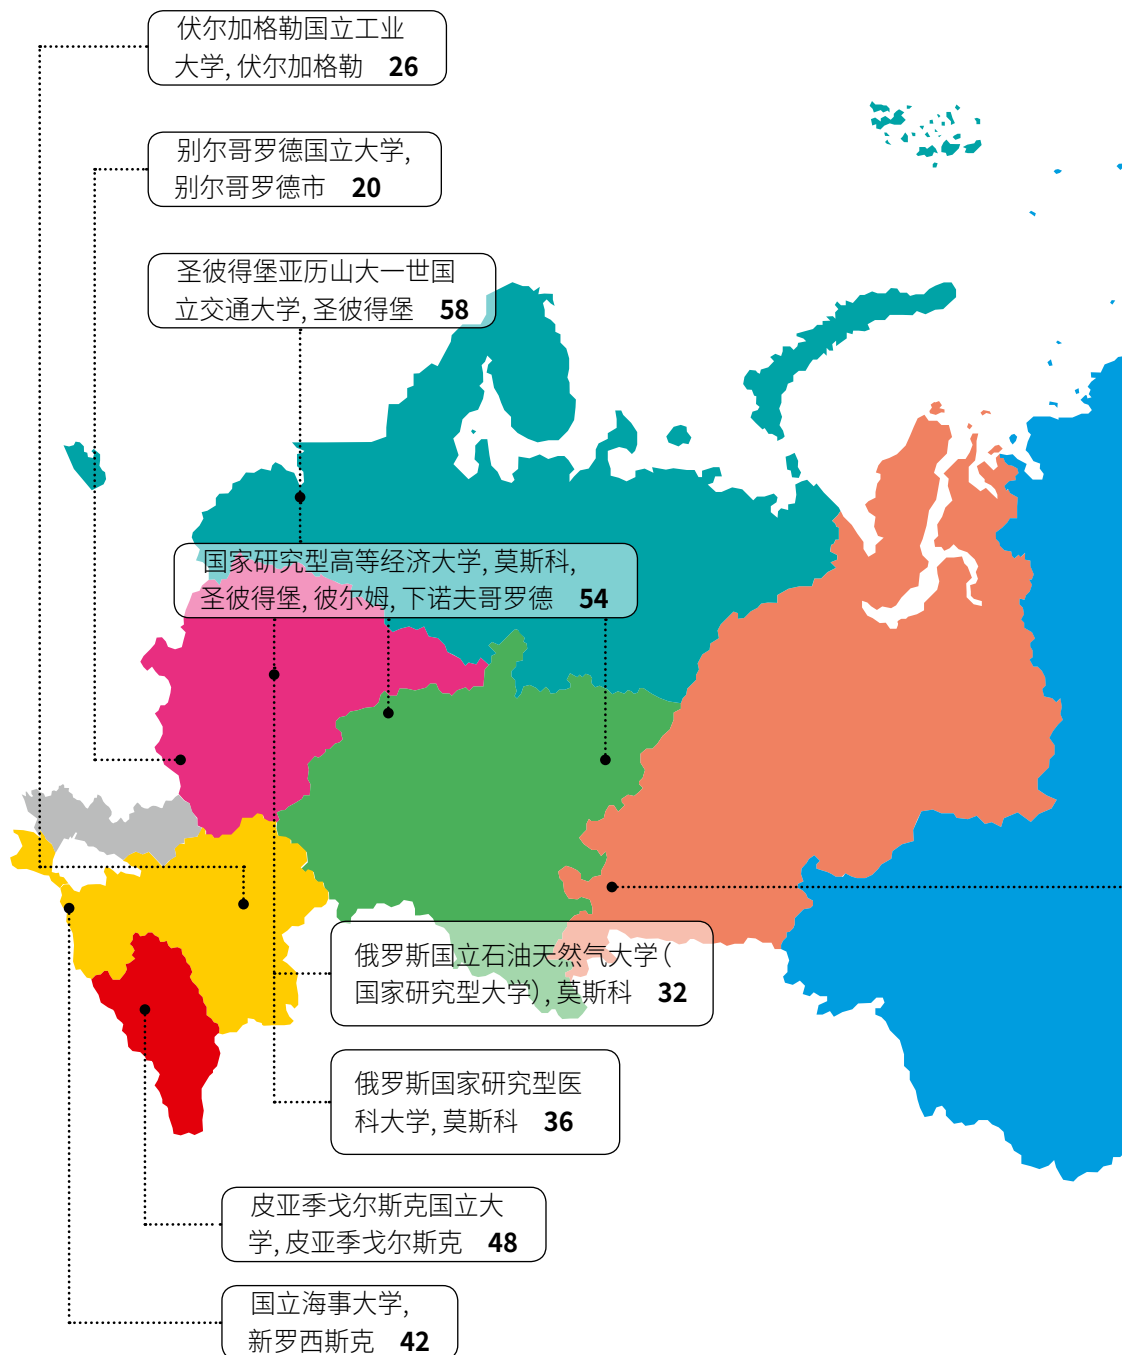 伏尔加格勒国立工业
大学, 伏尔加格勒 26
别尔哥罗德国立大学,
别尔哥罗德市 20
圣彼得堡亚历山大一世国
立交通大学, 圣彼得堡 58
国家研究型高等经济大学, 莫斯科,
圣彼得堡, 彼尔姆, 下诺夫哥罗德 54
俄罗斯国立石油天然气大学(
国家研究型大学), 莫斯科 32
俄罗斯国家研究型医
科大学, 莫斯科 36
皮亚季戈尔斯克国立大
学, 皮亚季戈尔斯克 48
国立海事大学,
新罗西斯克 42